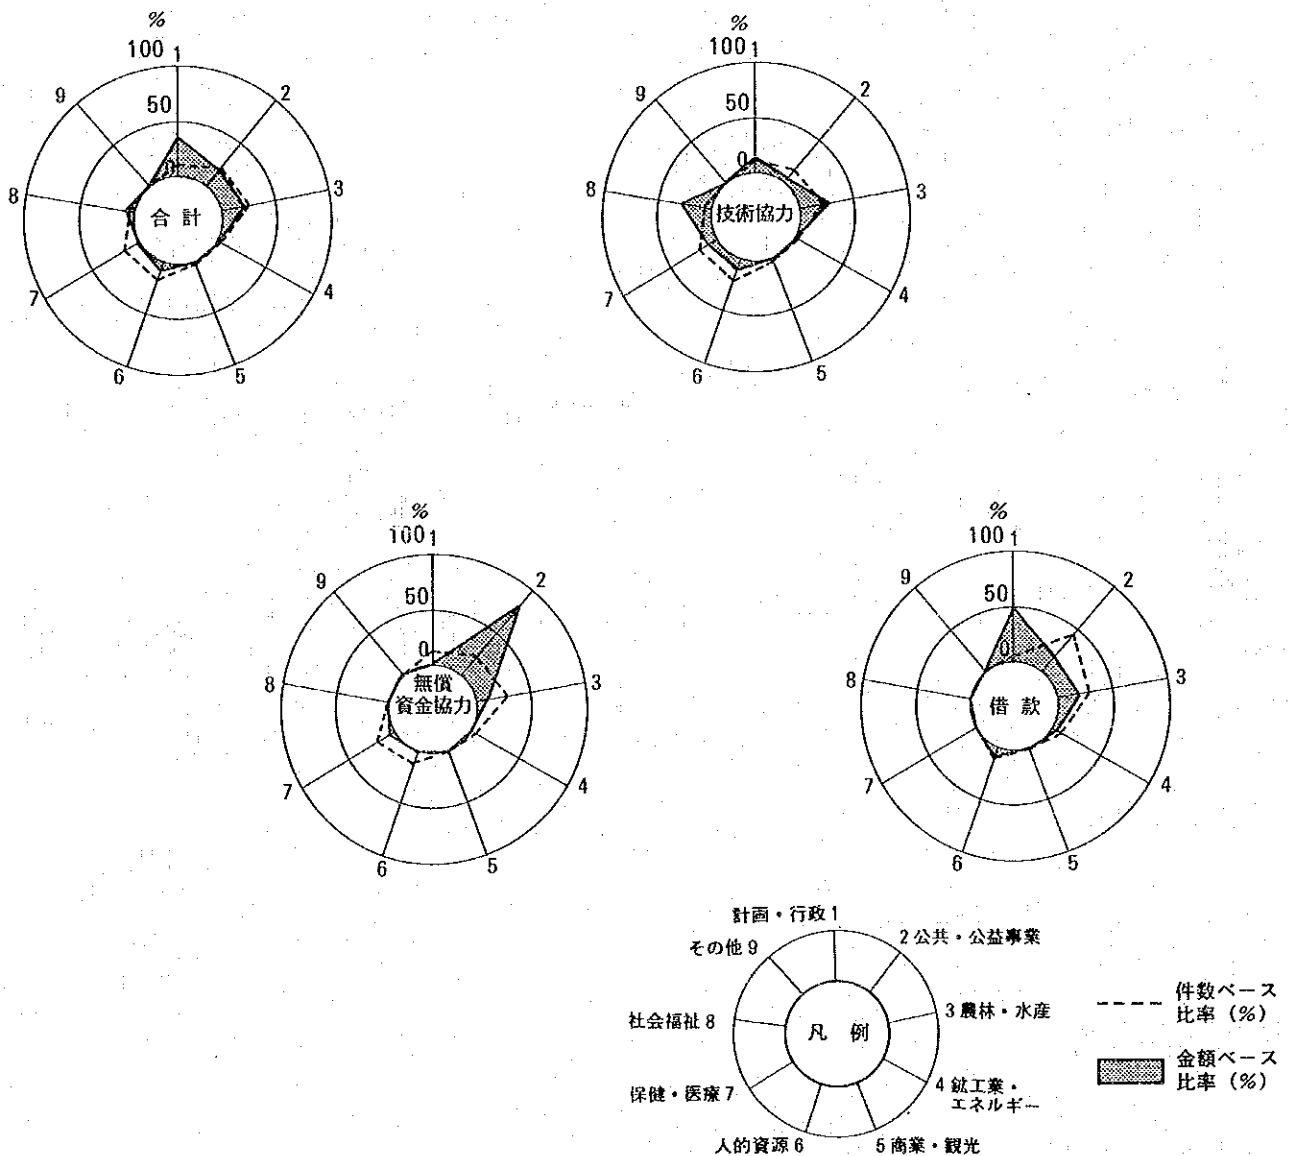 %
100 1
9
2
50
0
8
3
合計
7
4
6
5
%
100 1
9
2
50
0
8
3
技術協力
7
4
6
5
%
100 1
9
2
50
0
8
3
無償
資金協力
7
4
6
5
%
100 1
9
2
50
0
8
3
借款
7
4
6
5
計画・行政 1
その他 9
2 公共・公益事業
社会福祉 8
3 農林・水産
凡例
保健・医療 7
4 鉱工業・
エネルギー
人的資源 6
5 商業・観光
件数ベース
比率（%）
金額ベース
比率（%）